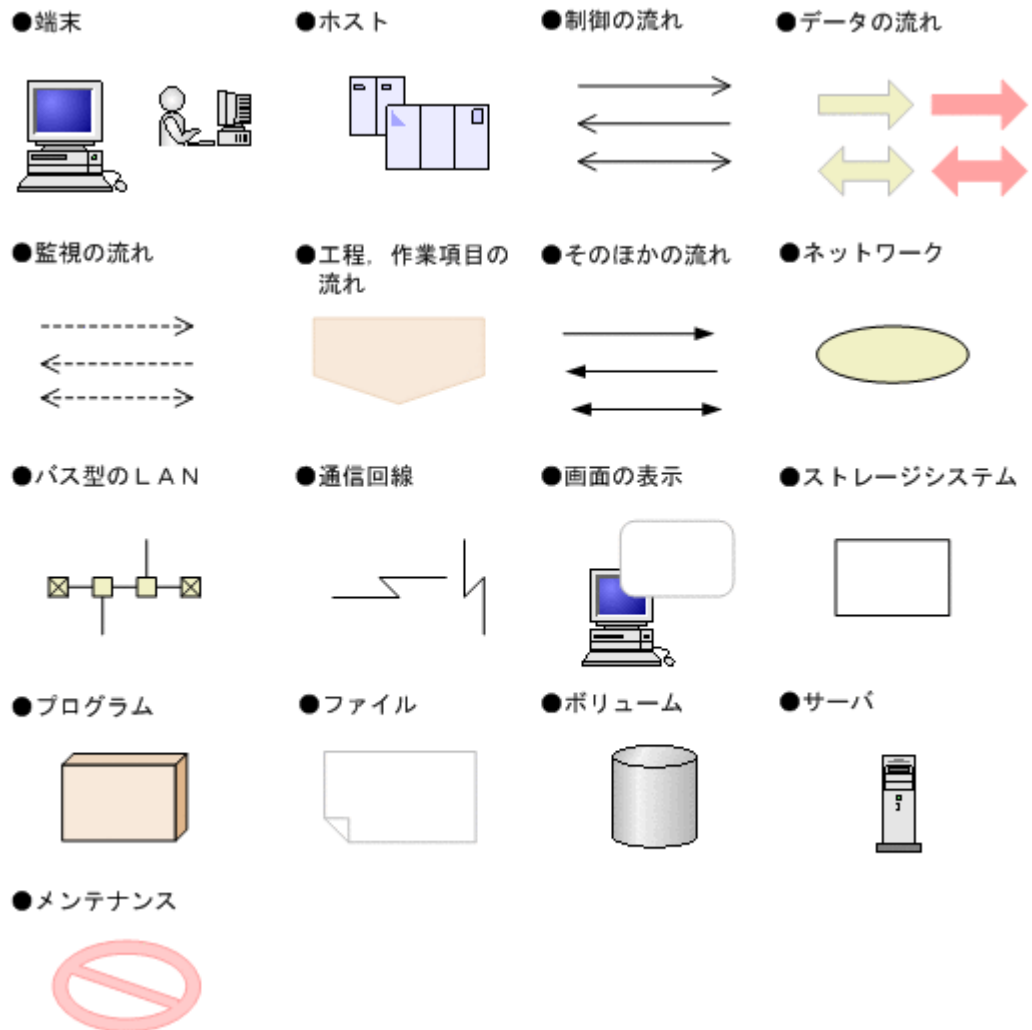 ●端末
●ホスト
●制御の流れ
●データの流れ
●監視の流れ
●工程，作業項目の
流れ
●そのほかの流れ
●ネットワーク
●バス型のＬＡＮ
●通信回線
●画面の表示
●ストレージシステム
●プログラム
●ファイル
●ボリューム
●サーバ
●メンテナンス